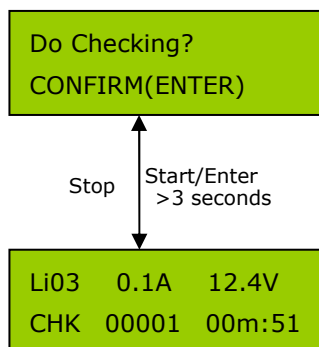 Do Checking?
CONFIRM(ENTER)
Stop
Start/Enter
>3 seconds
Li03 0.1A 12.4V
CHK 00001 00m:51